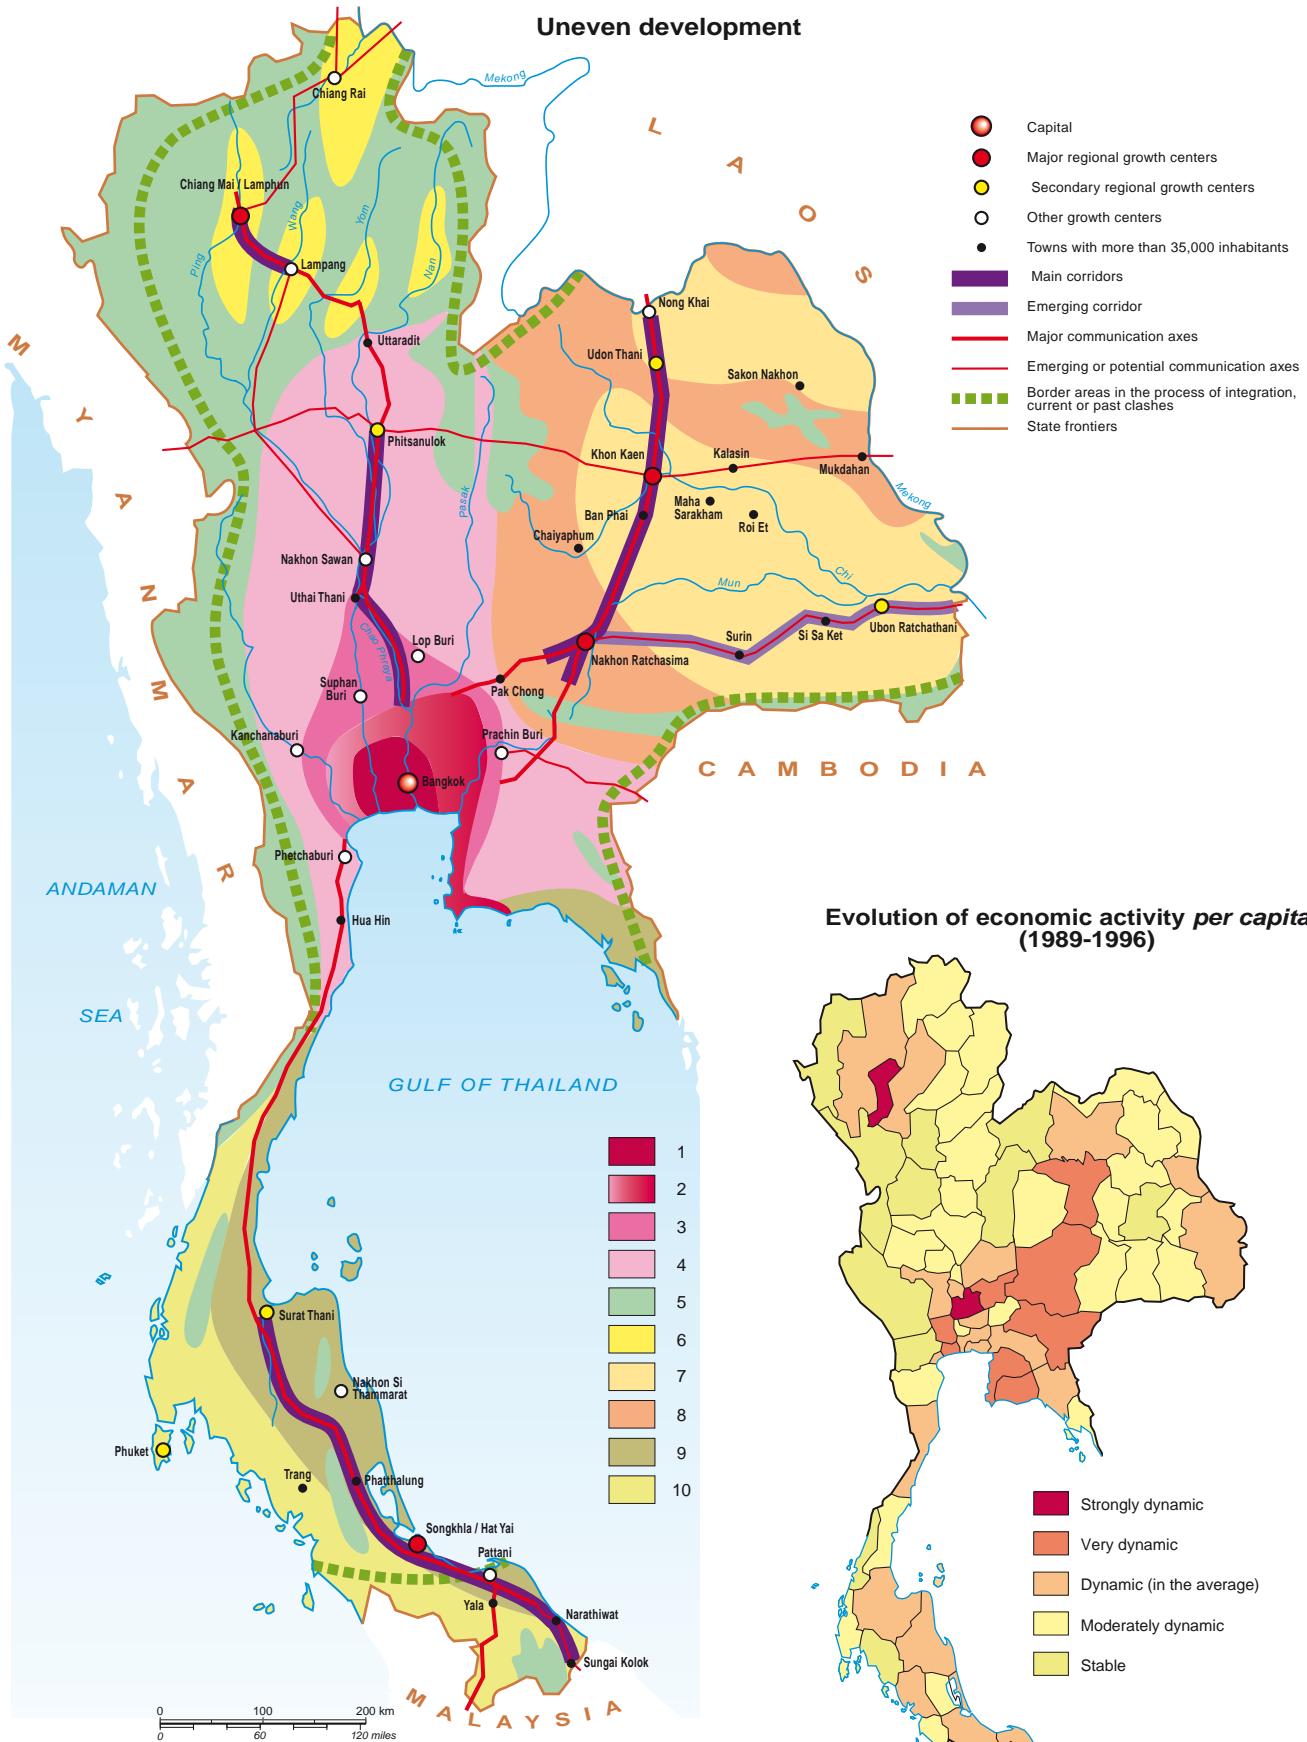 Uneven development
Mekong
Chiang Rai
L A O S
Capital
Major regional growth centers
Secondary regional growth centers
Other growth centers
Towns with more than 35,000 inhabitants
Main corridors
Emerging corridor
Major communication axes
Emerging or potential communication axes
Border areas in the process of integration,
current or past clashes
State frontiers
Chiang Mai / Lamphun
Wang
Yom
Ping
Nan
Lampang
Nong Khai
Uttaradit
Udon Thani
Sakon Nakhon
M Y A N M A R
Phitsanulok
Khon Kaen
Kalasin
Mukdahan
Mekong
Pasak
Maha
Sarakham
Ban Phai
Roi Et
Chaiyaphum
Nakhon Sawan
Chi
Mun
Uthai Thani
Chao Phraya
Lop Buri
Surin
Si Sa Ket
Ubon Ratchathani
Nakhon Ratchasima
Suphan
Buri
Pak Chong
Kanchanaburi
Prachin Buri
C A M B O D I A
Bangkok
Phetchaburi
ANDAMAN
Hua Hin
SEA
Evolution of economic activity per capita
(1989-1996)
GULF OF THAILAND
1
2
3
4
5
6
7
8
9
10
Surat Thani
Nakhon Si
Thammarat
Phuket
Trang
Phatthalung
Songkhla / Hat Yai
Pattani
Yala
Narathiwat
Sungai Kolok
M A L A Y S I A
Strongly dynamic
Very dynamic
Dynamic (in the average)
Moderately dynamic
Stable
0 100 200 km
0 60 120 miles